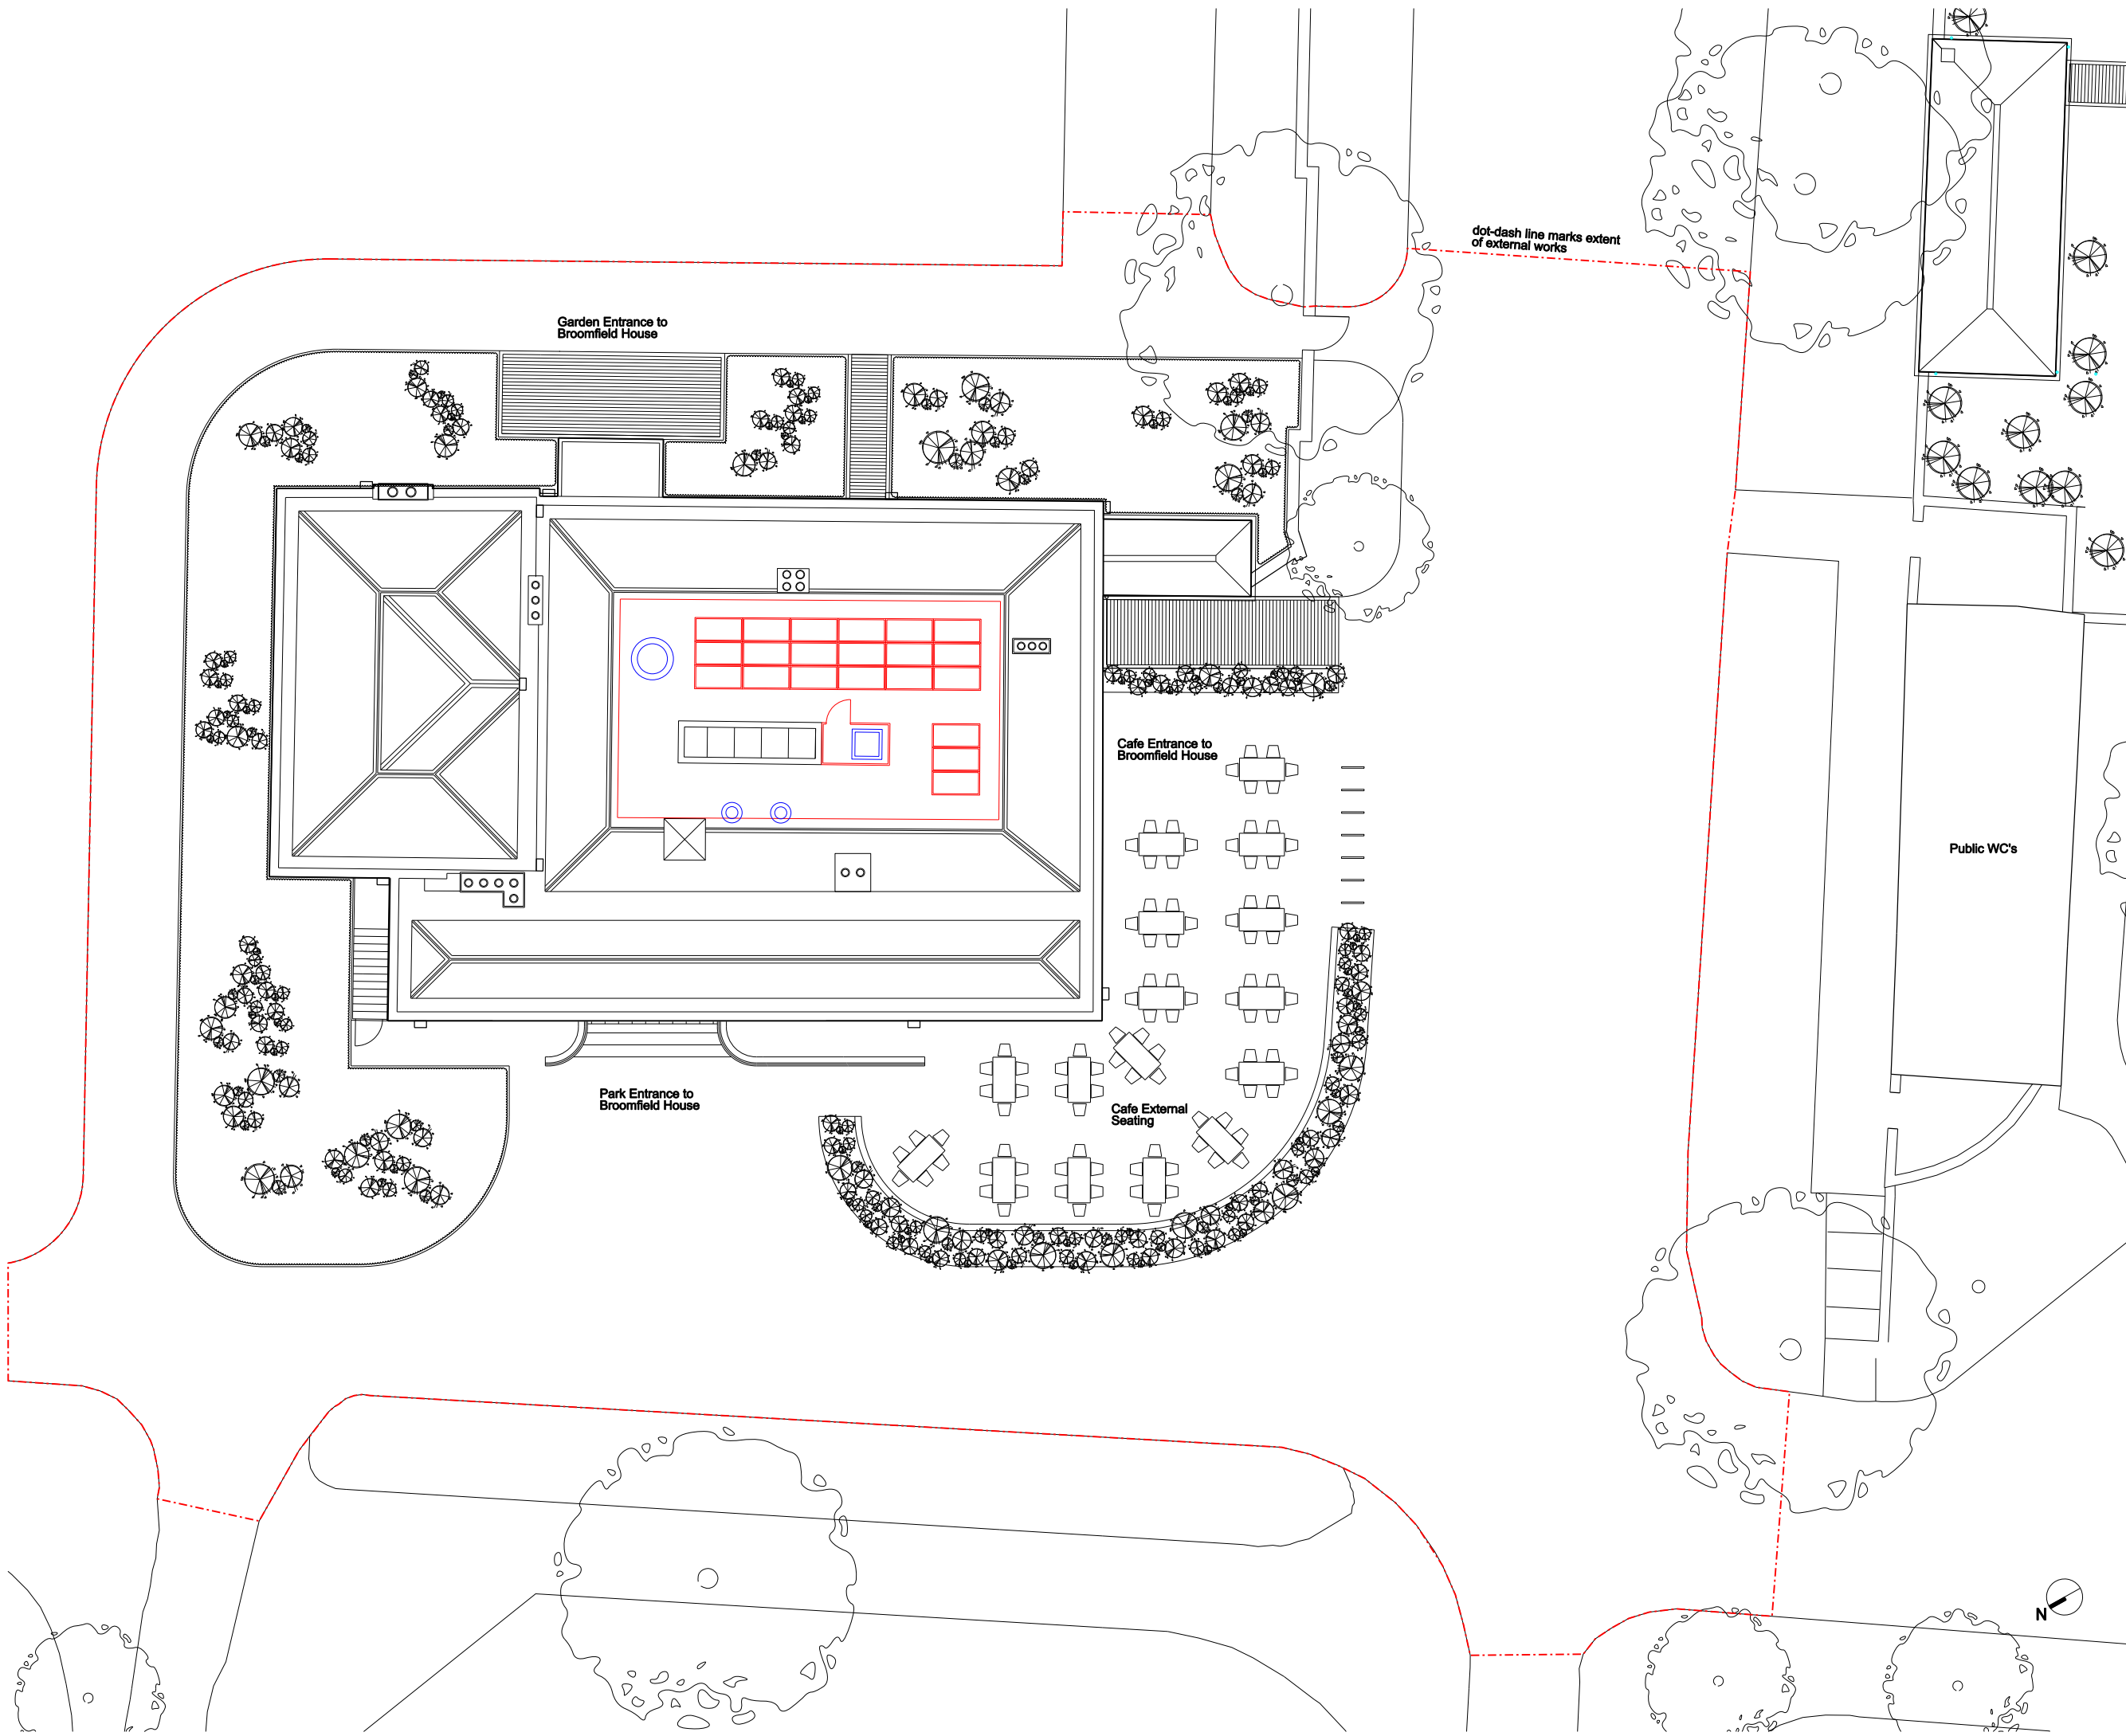 dot-dash line marks extent
of external works
Garden Entrance to
Broomfield House
Cafe Entrance to
Broomfield House
Public WC's
Park Entrance to
Broomfield House
Cafe External
Seating
N